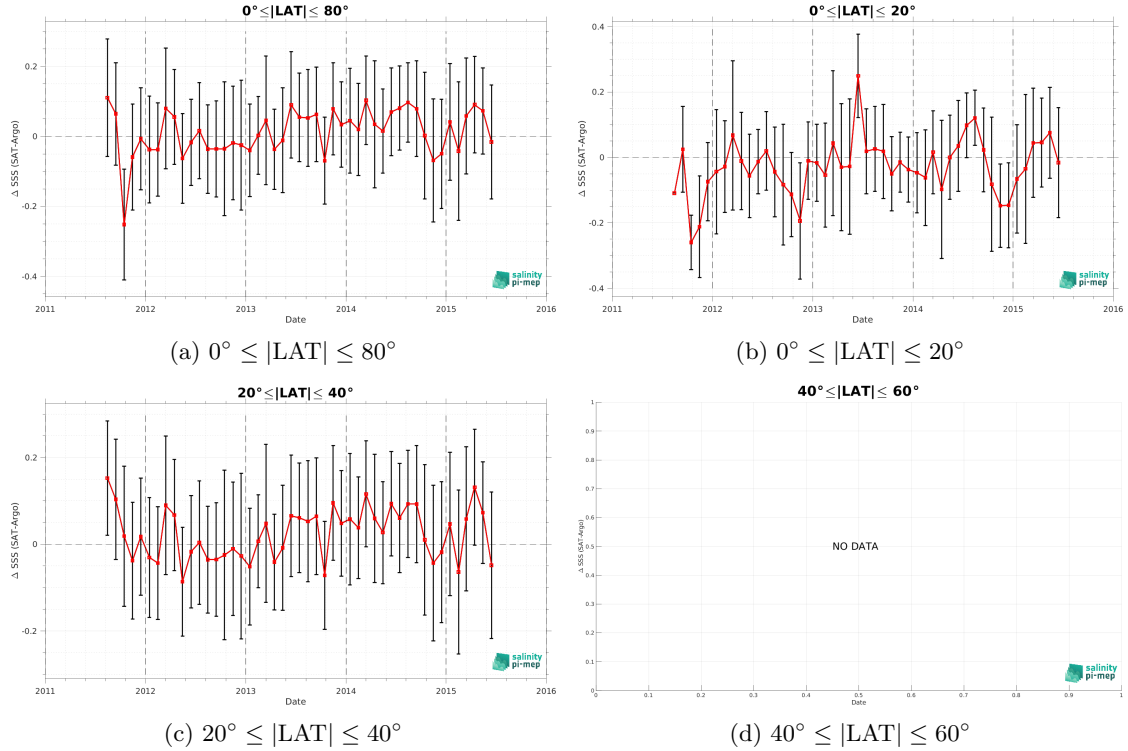 0°≤|LAT|≤ 80°
Δ SSS (SAT-Argo)
0.2
0
-0.2
-0.4
2011 2012 2013 2014 2015 2016
Date
salinity
pi-mep
(a) 0° ≤ |LAT| ≤ 80°
0°≤|LAT|≤ 20°
Δ SSS (SAT-Argo)
0.4
0.2
0
-0.2
-0.4
2011 2012 2013 2014 2015 2016
Date
salinity
pi-mep
(b) 0° ≤ |LAT| ≤ 20°
20°≤|LAT|≤ 40°
Δ SSS (SAT-Argo)
0.2
0
-0.2
2011 2012 2013 2014 2015 2016
Date
salinity
pi-mep
(c) 20° ≤ |LAT| ≤ 40°
40°≤|LAT|≤ 60°
Δ SSS (SAT-Argo)
1
0.9
0.8
0.7
0.6
0.5
0.4
0.3
0.2
0.1
0
NO DATA
0 0.1 0.2 0.3 0.4 0.5 0.6 0.7 0.8 0.9 1
Date
salinity
pi-mep
(d) 40° ≤ |LAT| ≤ 60°